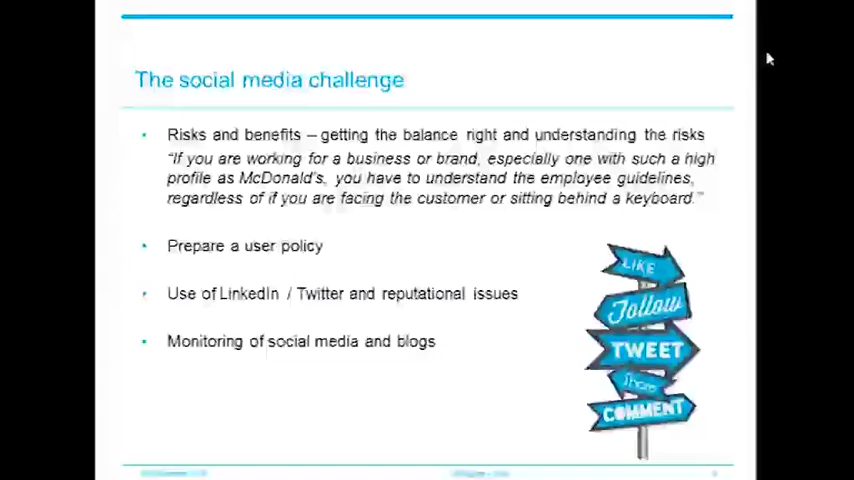 The social media challenge
• Risks and benefits – getting the balance right and understanding the risks
"If you are working for a business or brand, especially one with such a high
profile as McDonald's, you have to understand the employee guidelines,
regardless of if you are facing the customer or sitting behind a keyboard."
• Prepare a user policy
• Use of LinkedIn / Twitter and reputational issues
• Monitoring of social media and blogs
LIKE
Follow
TWEET
Share
COMMENT